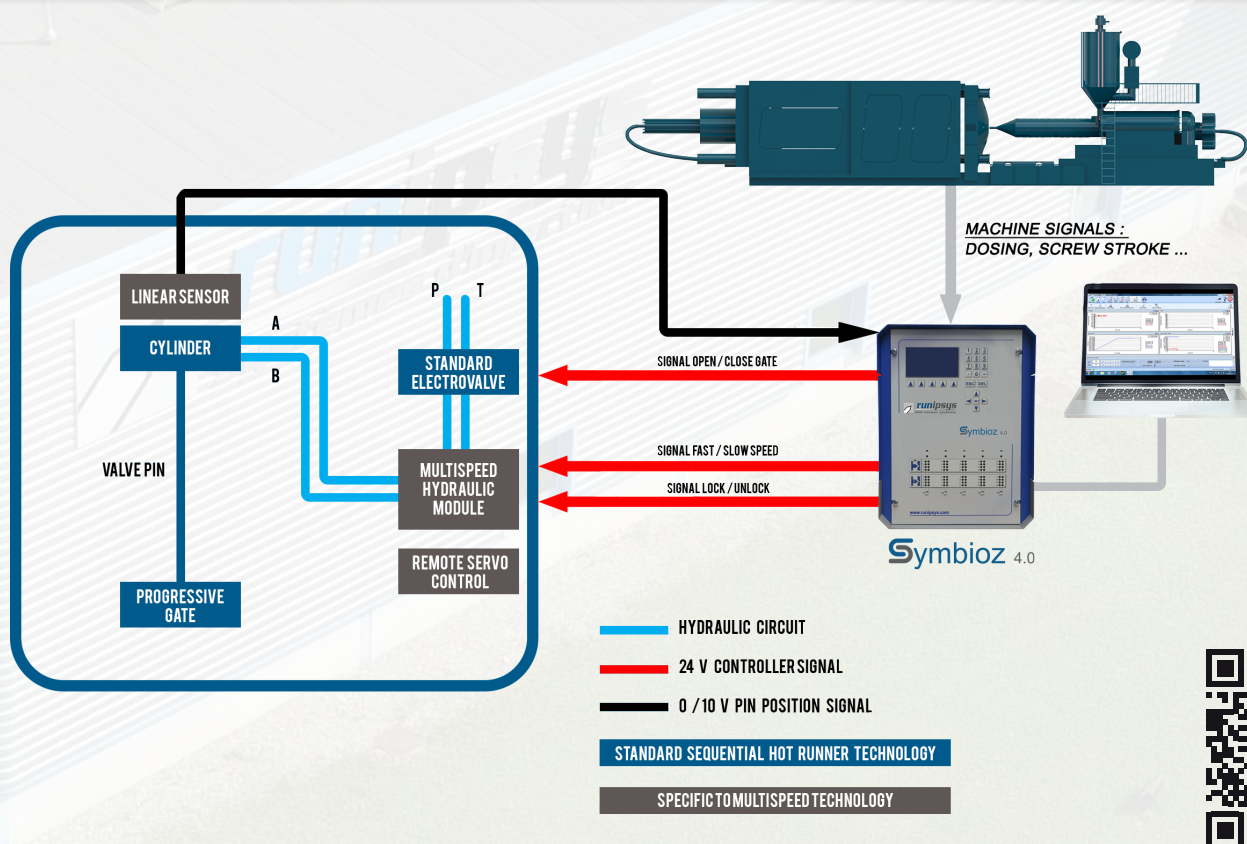 MACHINE SIGNALS :
DOSING, SCREW STROKE ...
LINEAR SENSOR
P T
A
CYLINDER
B
STANDARD
ELECTROVALVE
SIGNAL OPEN / CLOSE GATE
VALVE PIN
MULTISPEED
HYDRAULIC
MODULE
SIGNAL FAST / SLOW SPEED
SIGNAL LOCK / UNLOCK
REMOTE SERVO
CONTROL
PROGRESSIVE
GATE
runipsys
Symbioz 4.0
www.runipsys.com
ESC DEL
Symbioz 4.0
HYDRAULIC CIRCUIT
24 V CONTROLLER SIGNAL
0 / 10 V PIN POSITION SIGNAL
STANDARD SEQUENTIAL HOT RUNNER TECHNOLOGY
SPECIFIC TO MULTISPEED TECHNOLOGY